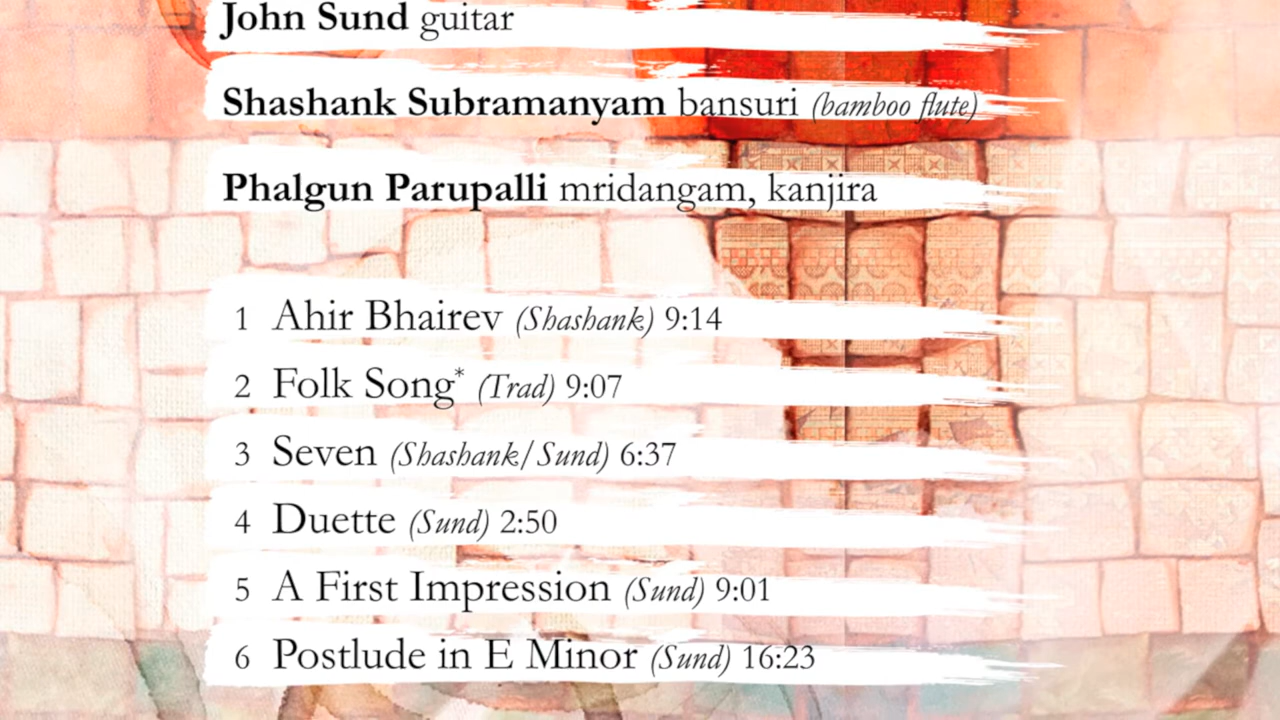 John Sund guitar
Shashank Subramanyam bansuri (bamboo flute)
Phalgun Parupalli mridangam, kanjira
1 Ahir Bhairev (Shashank) 9:14
2 Folk Song* (Trad) 9:07
3 Seven (Shashank/Sund) 6:37
4 Duette (Sund) 2:50
5 A First Impression (Sund) 9:01
6 Postlude in E Minor (Sund) 16:23